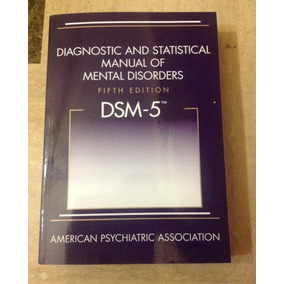 DIAGNOSTIC AND STATISTICAL
MANUAL OF
MENTAL DISORDERS
FIFTH EDITION
DSM-5™
AMERICAN PSYCHIATRIC ASSOCIATION